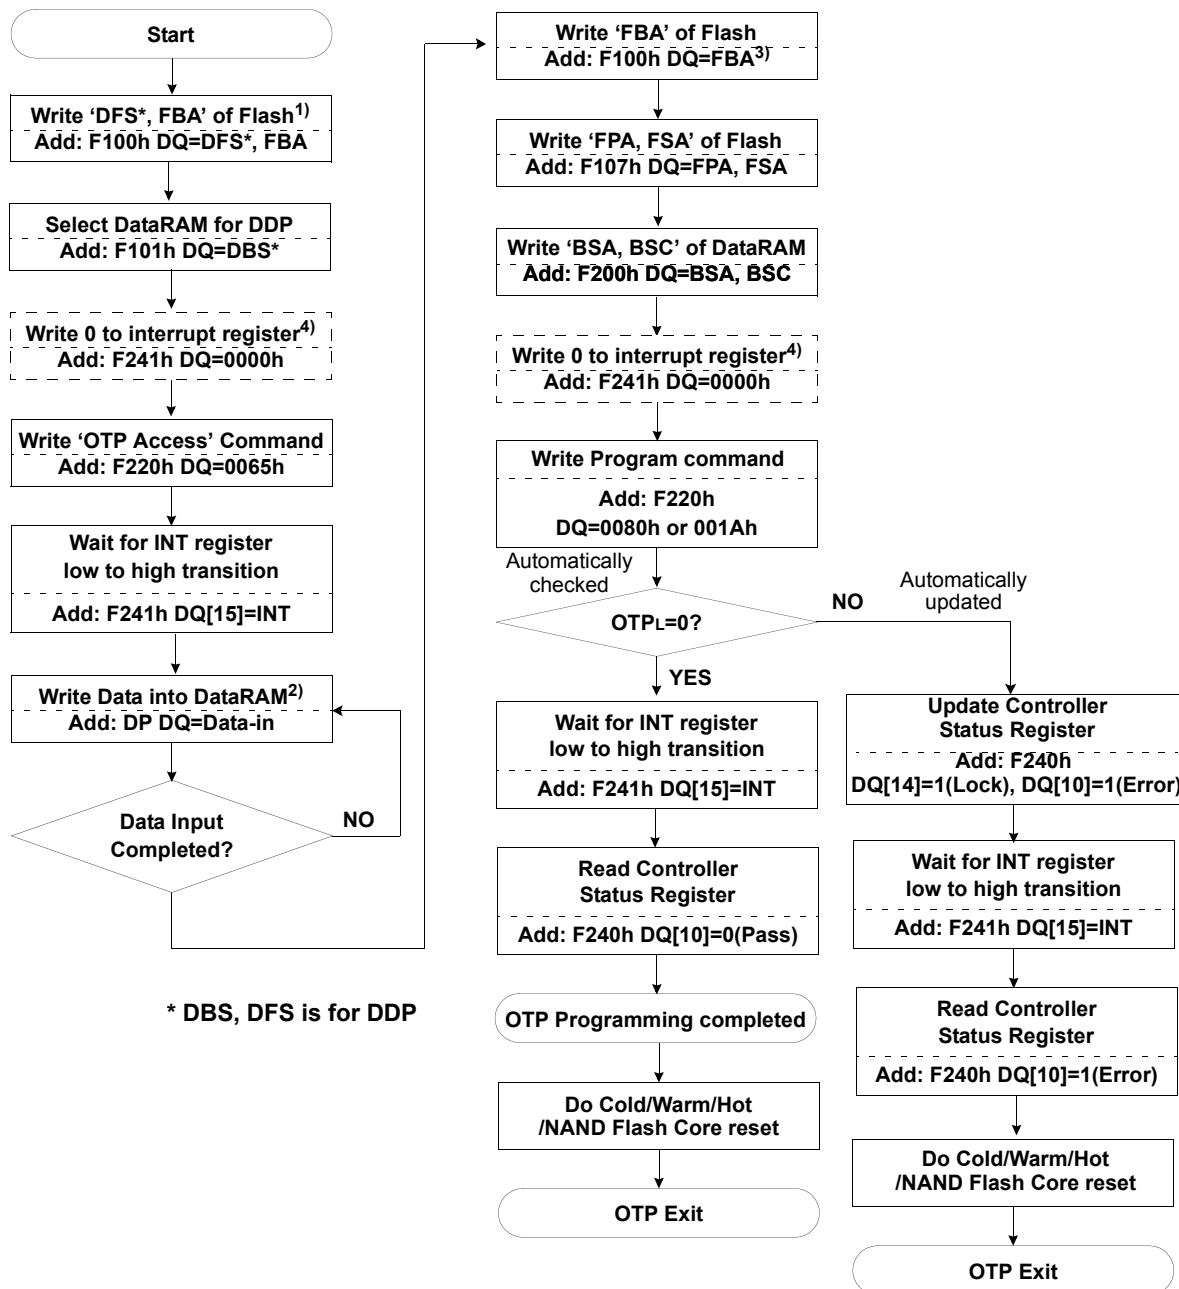 Start
Write ‘DFS*, FBA’ of Flash1)
Add: F100h DQ=DFS*, FBA
Select DataRAM for DDP
Add: F101h DQ=DBS*
Write 0 to interrupt register4)
Add: F241h DQ=0000h
Write ‘OTP Access’ Command
Add: F220h DQ=0065h
Wait for INT register
low to high transition
Add: F241h DQ[15]=INT
Write Data into DataRAM2)
Add: DP DQ=Data-in
Data Input
Completed?
NO
* DBS, DFS is for DDP
Write ‘FBA’ of Flash
Add: F100h DQ=FBA3)
Write ‘FPA, FSA’ of Flash
Add: F107h DQ=FPA, FSA
Write ‘BSA, BSC’ of DataRAM
Add: F200h DQ=BSA, BSC
Write 0 to interrupt register4)
Add: F241h DQ=0000h
Write Program command
Add: F220h
DQ=0080h or 001Ah
Automatically
checked
OTPL=0?
YES
Wait for INT register
low to high transition
Add: F241h DQ[15]=INT
Read Controller
Status Register
Add: F240h DQ[10]=0(Pass)
OTP Programming completed
Do Cold/Warm/Hot
/NAND Flash Core reset
OTP Exit
NO
Automatically
updated
Update Controller
Status Register
Add: F240h
DQ[14]=1(Lock), DQ[10]=1(Error)
Wait for INT register
low to high transition
Add: F241h DQ[15]=INT
Read Controller
Status Register
Add: F240h DQ[10]=1(Error)
Do Cold/Warm/Hot
/NAND Flash Core reset
OTP Exit